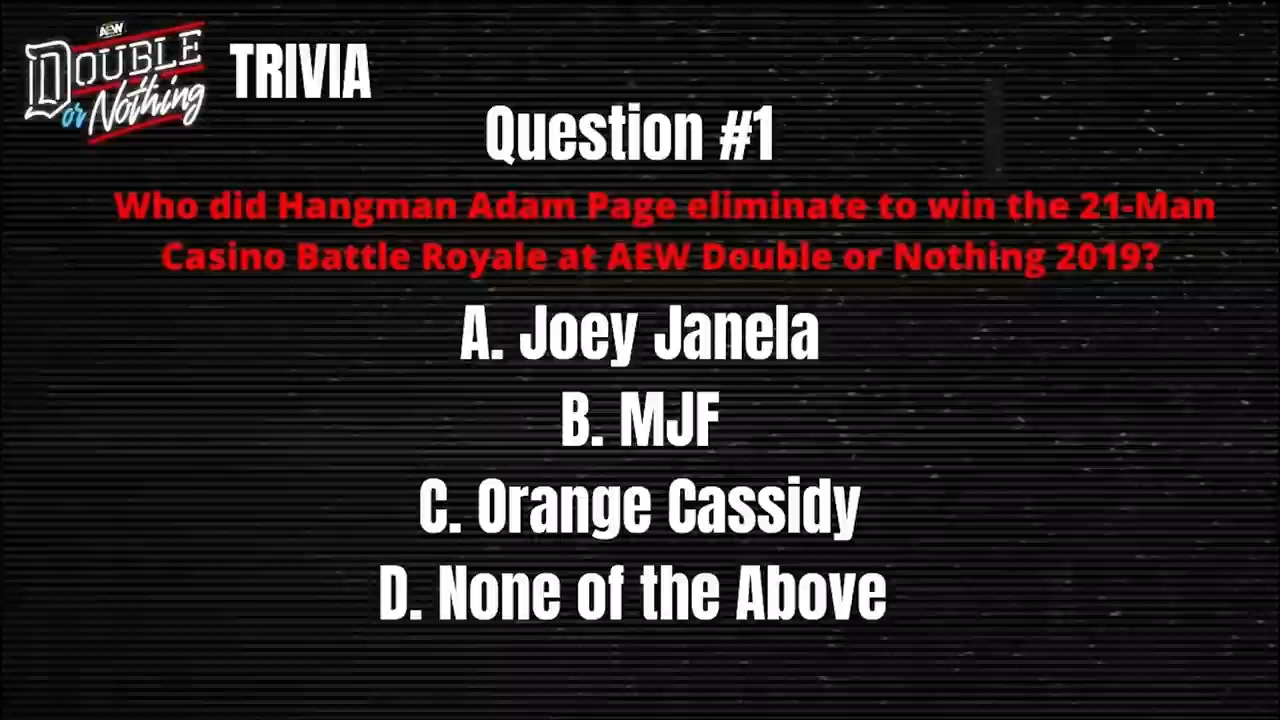 AEW
DOUBLE
or Nothing
TRIVIA
Question #1
Who did Hangman Adam Page eliminate to win the 21-Man
Casino Battle Royale at AEW Double or Nothing 2019?
A. Joey Janela
B. MJF
C. Orange Cassidy
D. None of the Above